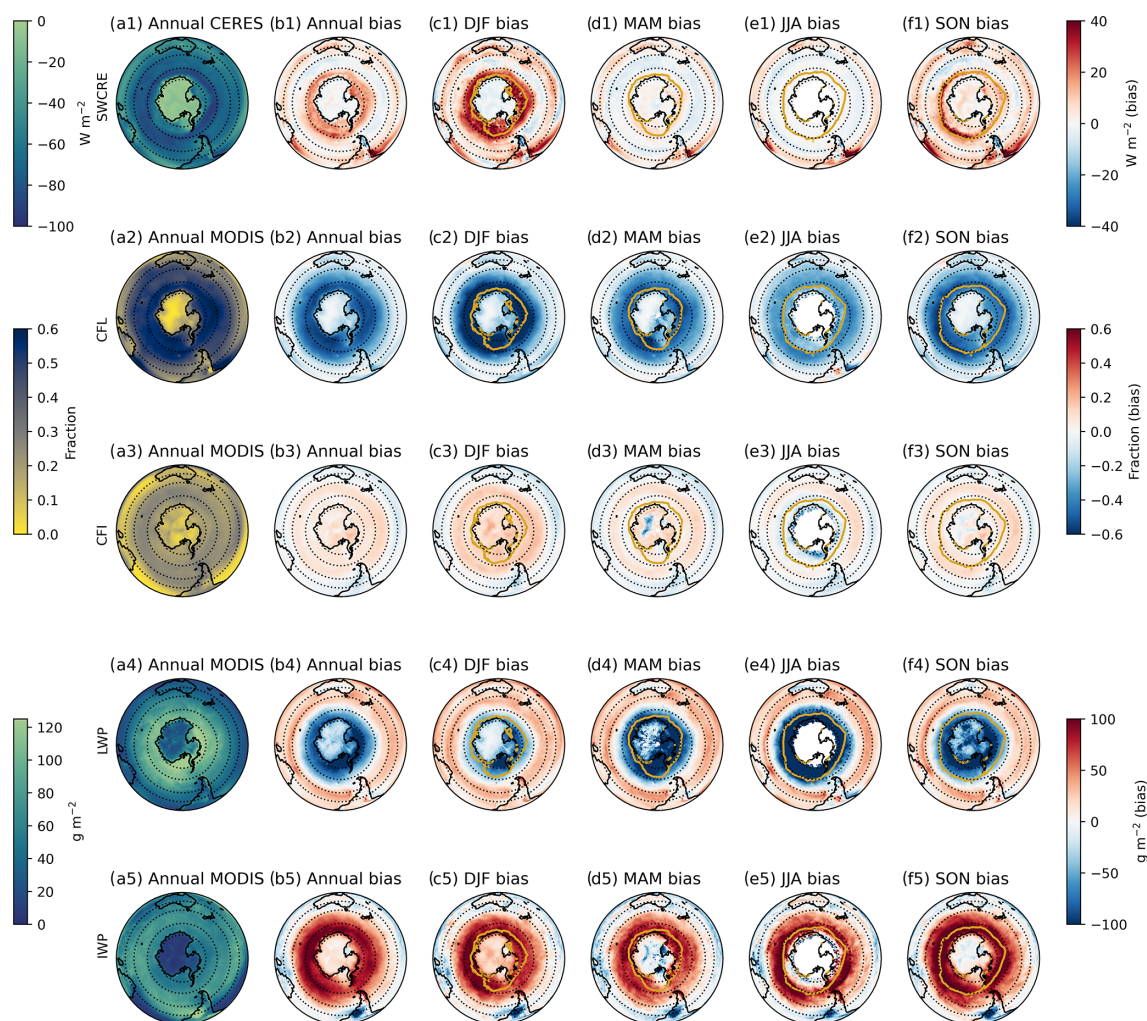 (a1) Annual CERES (b1) Annual bias (c1) DJF bias (d1) MAM bias (e1) JJA bias (f1) SON bias
0
−20
−40
−60
−80
−100
W m−2
SWCRE
40
20
0
−20
−40
W m−2 (bias)
(a2) Annual MODIS (b2) Annual bias (c2) DJF bias (d2) MAM bias (e2) JJA bias (f2) SON bias
CFL
0.6
0.5
0.4
0.3
0.2
0.1
0.0
Fraction
0.6
0.4
0.2
0.0
−0.2
−0.4
−0.6
Fraction (bias)
(a3) Annual MODIS (b3) Annual bias (c3) DJF bias (d3) MAM bias (e3) JJA bias (f3) SON bias
CFI
(a4) Annual MODIS (b4) Annual bias (c4) DJF bias (d4) MAM bias (e4) JJA bias (f4) SON bias
LWP
120
100
80
60
40
20
0
g m−2
100
50
0
−50
−100
g m−2 (bias)
(a5) Annual MODIS (b5) Annual bias (c5) DJF bias (d5) MAM bias (e5) JJA bias (f5) SON bias
IWP